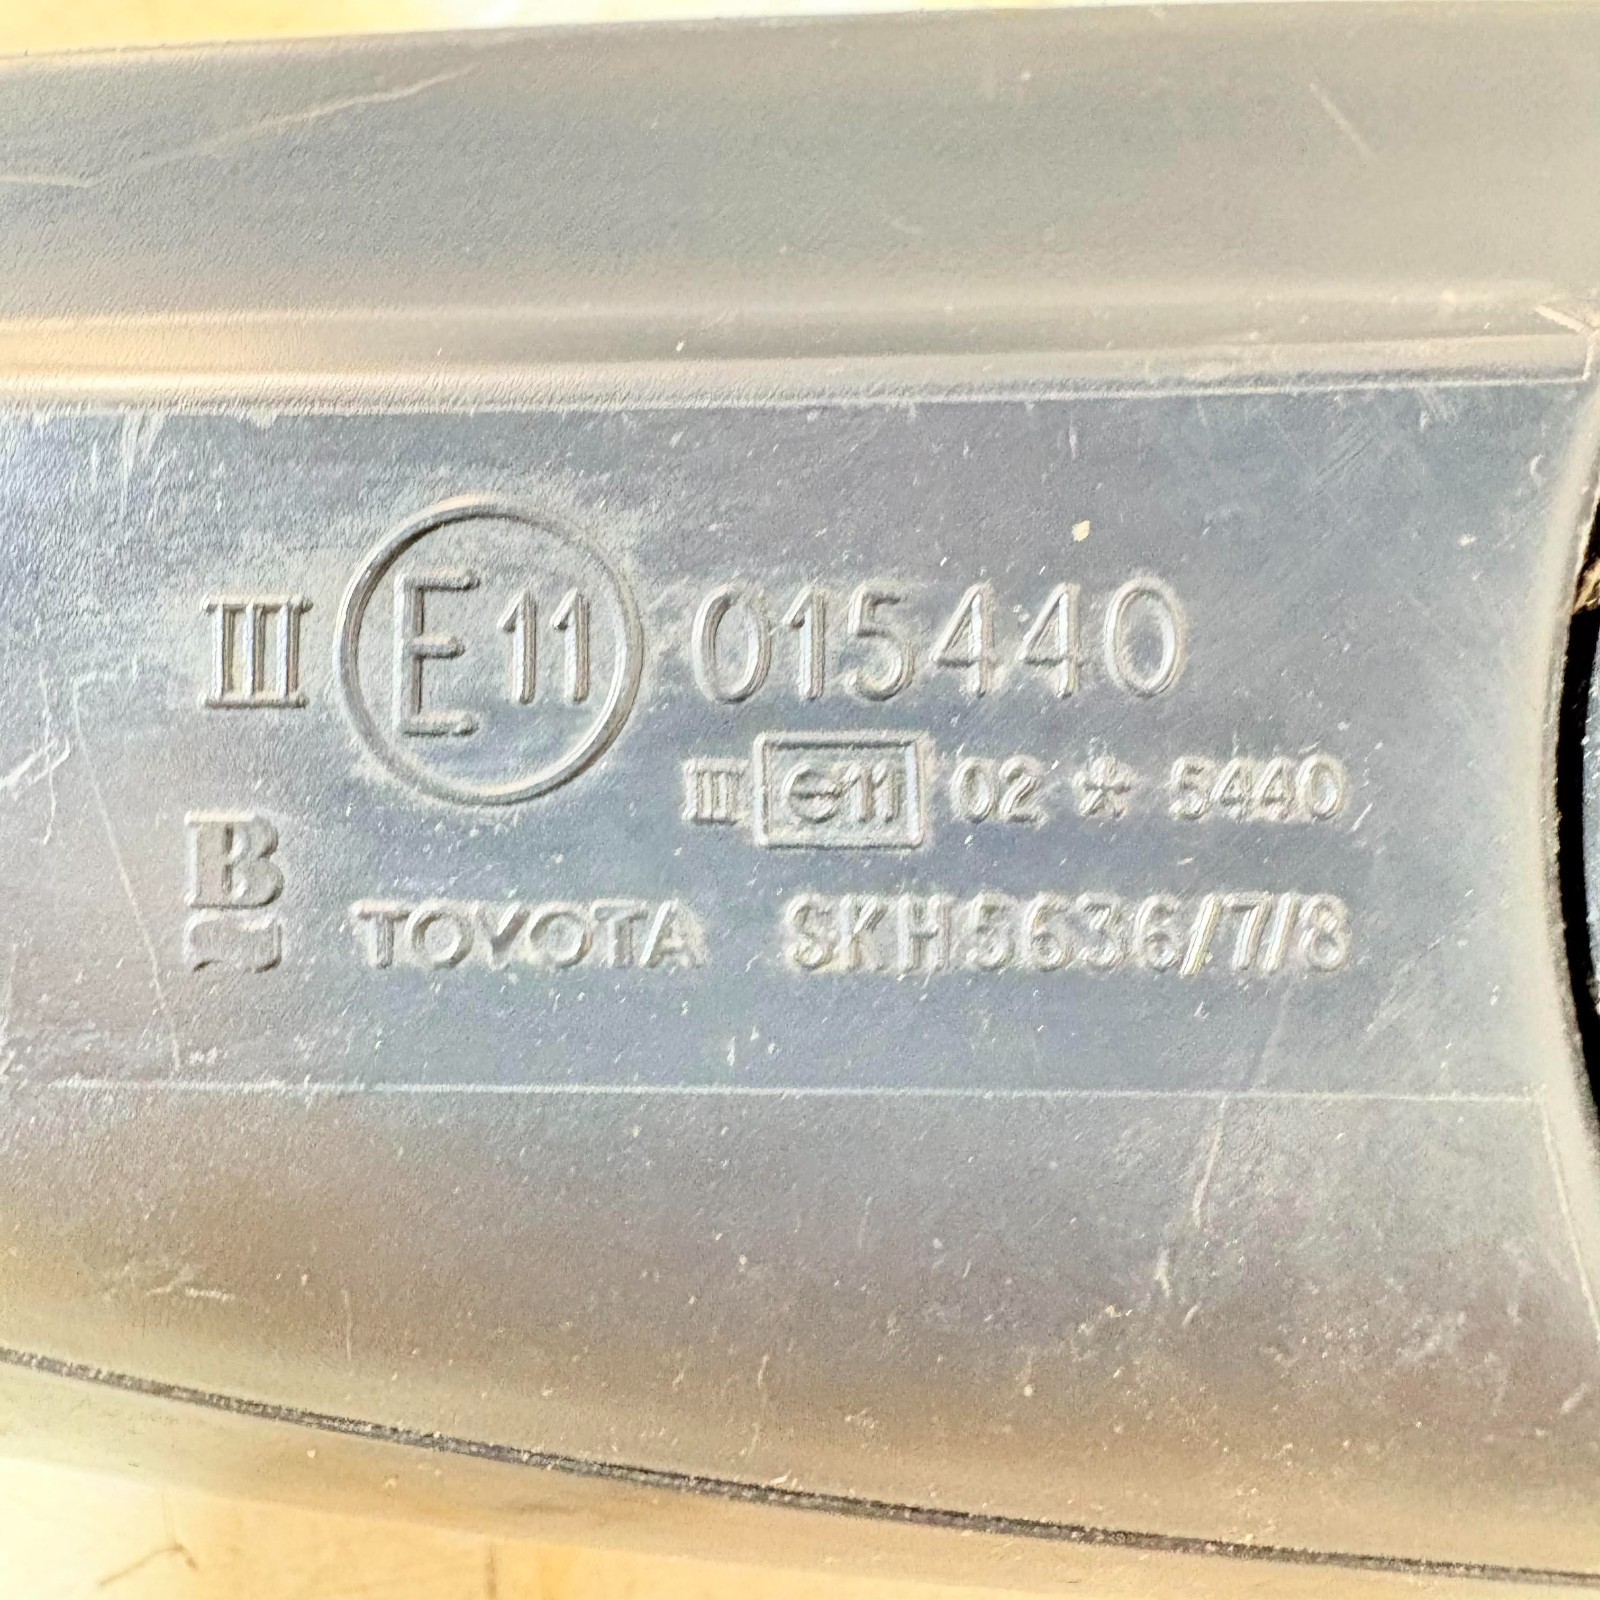 III E11 015440
III e11 02 * 5440
B
TOYOTA SKH5636/7/8